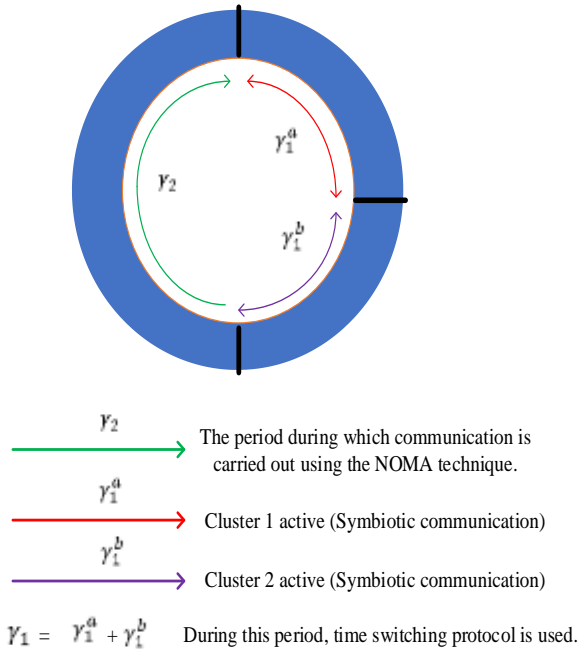 γ₁ᵃ
γ₂
γ₁ᵇ
γ₂
The period during which communication is
carried out using the NOMA technique.
γ₁ᵃ
Cluster 1 active (Symbiotic communication)
γ₁ᵇ
Cluster 2 active (Symbiotic communication)
γ₁ = γ₁ᵃ + γ₁ᵇ During this period, time switching protocol is used.